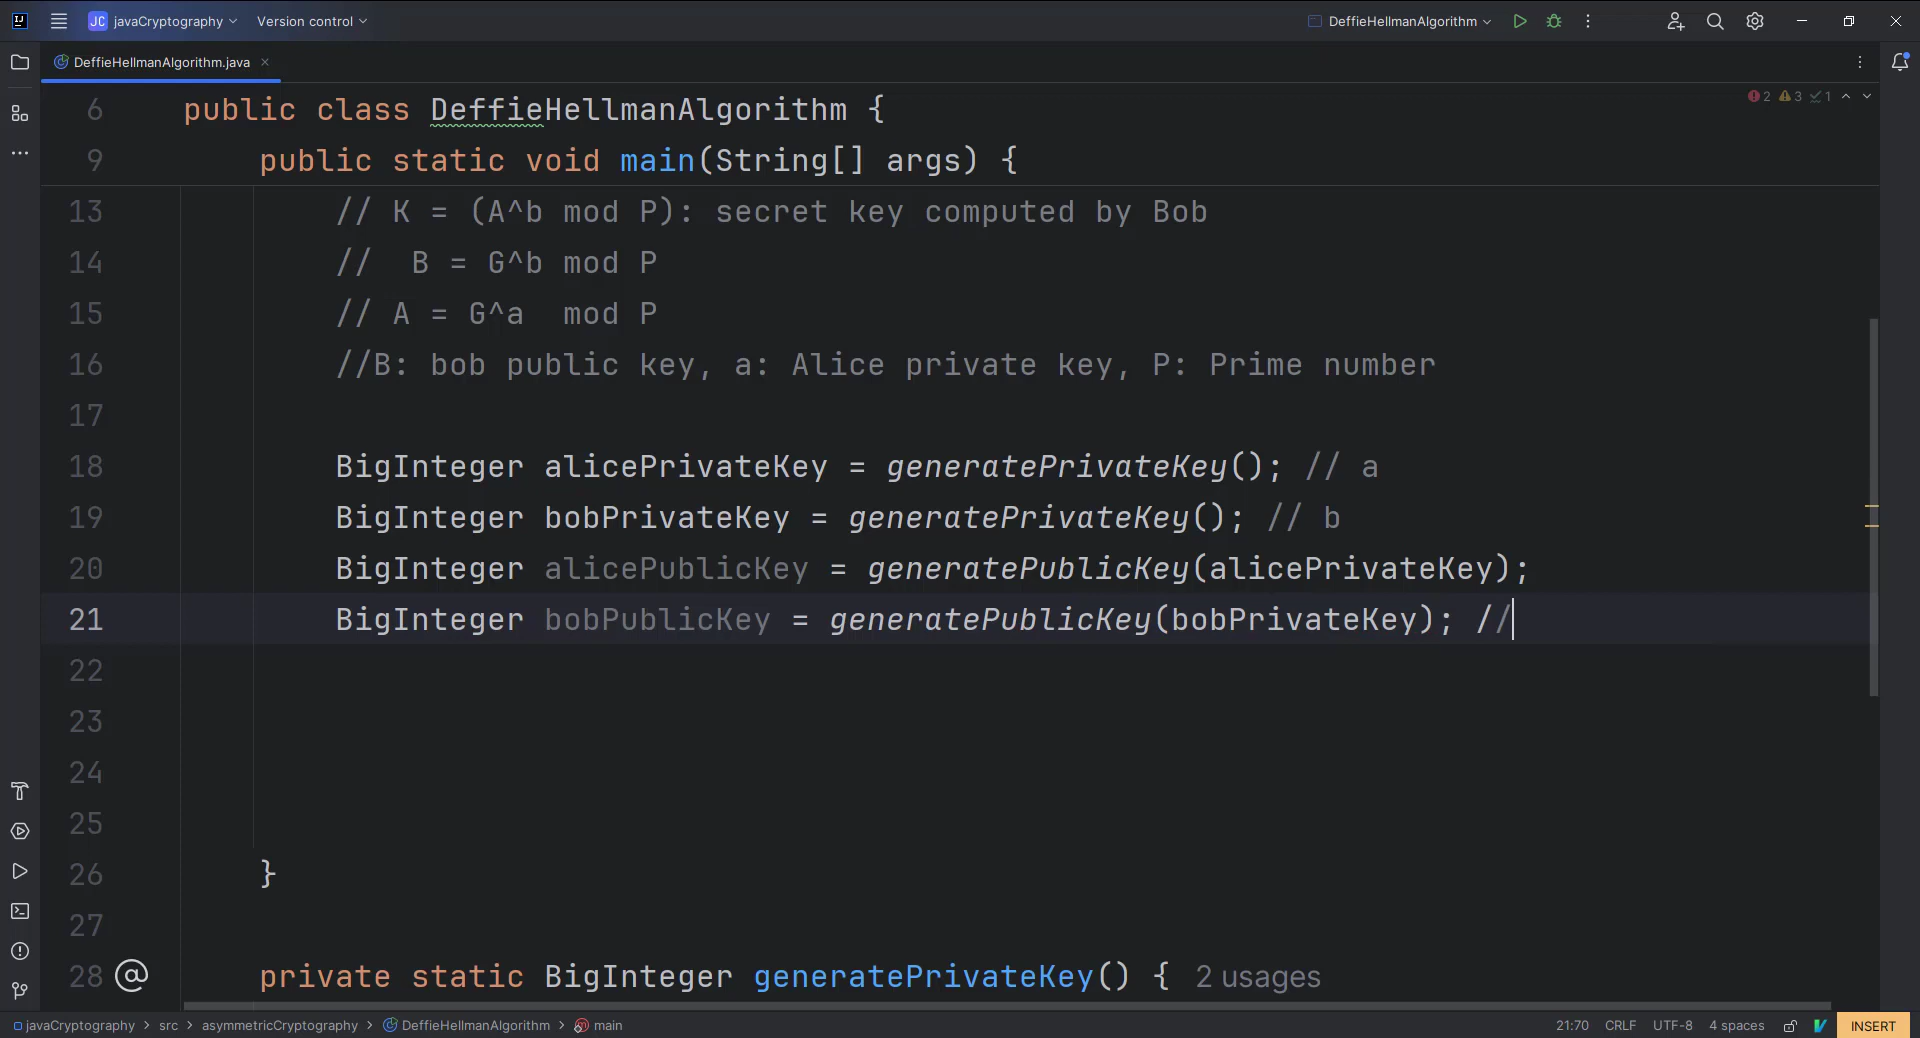 JC javaCryptography Version control DeffieHellmanAlgorithm
DeffieHellmanAlgorithm.java
6 public class DeffieHellmanAlgorithm { 2 3 1
9 public static void main(String[] args) {
13 // K = (A^b mod P): secret key computed by Bob
14 //  B = G^b mod P
15 // A = G^a  mod P
16 //B: bob public key, a: Alice private key, P: Prime number
17
18 BigInteger alicePrivateKey = generatePrivateKey(); // a
19 BigInteger bobPrivateKey = generatePrivateKey(); // b
20 BigInteger alicePublicKey = generatePublicKey(alicePrivateKey);
21 BigInteger bobPublicKey = generatePublicKey(bobPrivateKey); //
22
23
24
25
26 }
27
28 @ private static BigInteger generatePrivateKey() { 2 usages
javaCryptography > src > asymmetricCryptography > DeffieHellmanAlgorithm > main 21:70 CRLF UTF-8 4 spaces INSERT